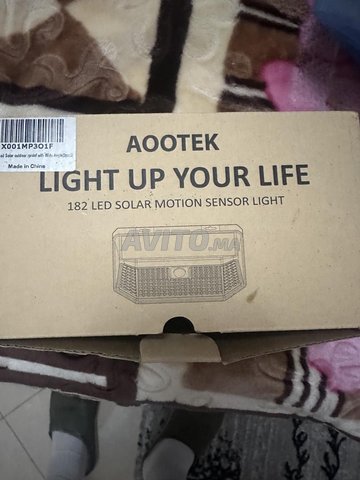 X001MP3O1F
Made in China
AOOTEK
LIGHT UP YOUR LIFE
182 LED SOLAR MOTION SENSOR LIGHT
AVITO.ma